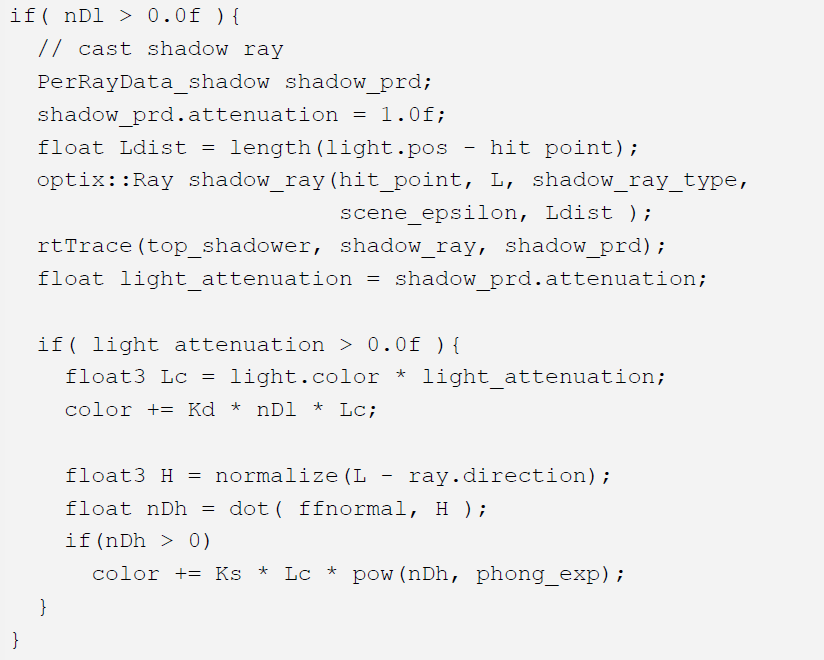 if( nDl > 0.0f ){
  // cast shadow ray
  PerRayData_shadow shadow_prd;
  shadow_prd.attenuation = 1.0f;
  float Ldist = length(light.pos - hit point);
  optix::Ray shadow_ray(hit_point, L, shadow_ray_type,
                        scene_epsilon, Ldist );
  rtTrace(top_shadower, shadow_ray, shadow_prd);
  float light_attenuation = shadow_prd.attenuation;

  if( light attenuation > 0.0f ){
    float3 Lc = light.color * light_attenuation;
    color += Kd * nDl * Lc;

    float3 H = normalize(L - ray.direction);
    float nDh = dot( ffnormal, H );
    if(nDh > 0)
      color += Ks * Lc * pow(nDh, phong_exp);
  }
}